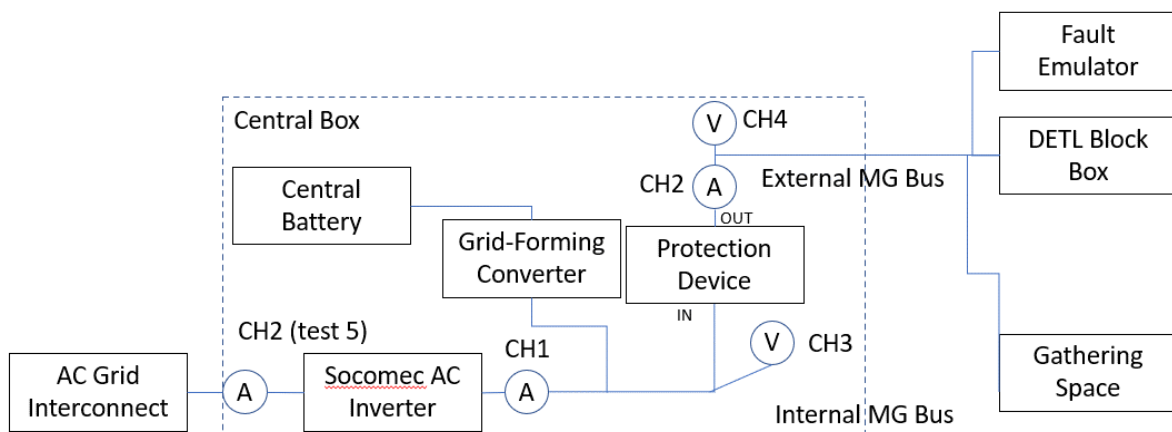 Fault
Emulator
Central Box
V
CH4
DETL Block
Box
CH2
A
External MG Bus
Central
Battery
OUT
Grid-Forming
Converter
Protection
Device
IN
CH2 (test 5)
CH1
V
CH3
AC Grid
Interconnect
A
Socomec AC
Inverter
A
Gathering
Space
Internal MG Bus